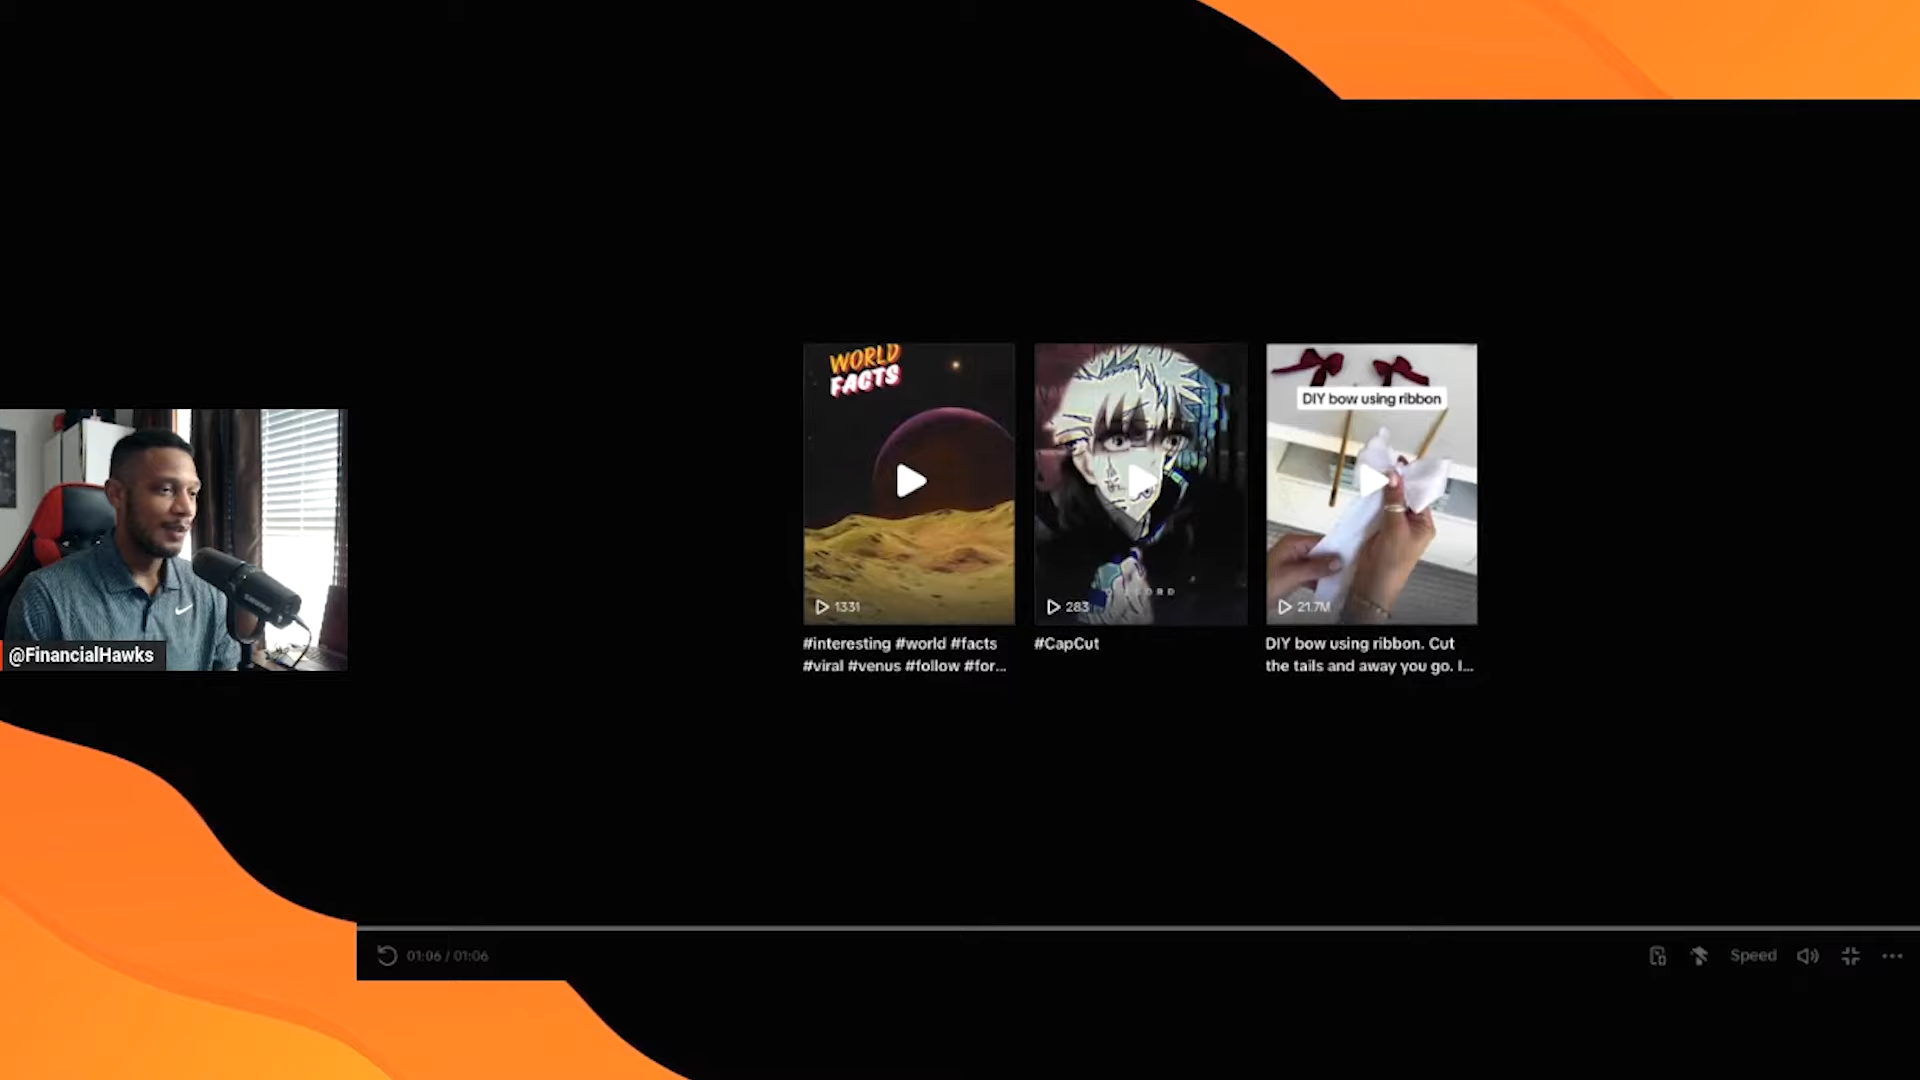 WORLD
FACTS
DIY bow using ribbon
1331
283
21.7M
#interesting #world #facts
#viral #venus #follow #for...
#CapCut
DIY bow using ribbon. Cut
the tails and away you go. I...
@FinancialHawks
01:06 / 01:06
Speed